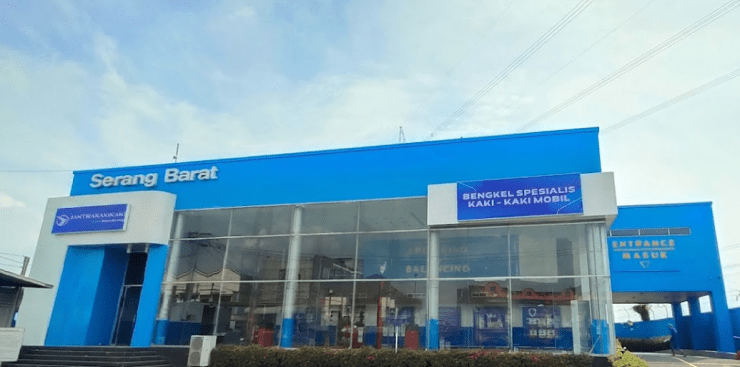 Serang Barat
BENGKEL SPESIALIS
KAKI - KAKI MOBIL
ENTRANCE
MASUK
BALANCING